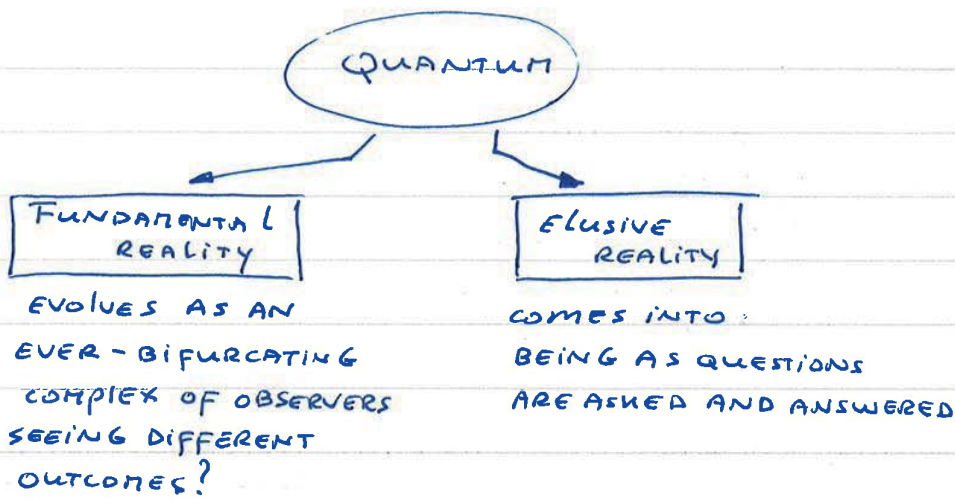 QUANTUM
FUNDAMENTAL
REALITY
EVOLVES AS AN
EVER-BIFURCATING
COMPLEX OF OBSERVERS
SEEING DIFFERENT
OUTCOMES?
ELUSIVE
REALITY
COMES INTO
BEING AS QUESTIONS
ARE ASKED AND ANSWERED